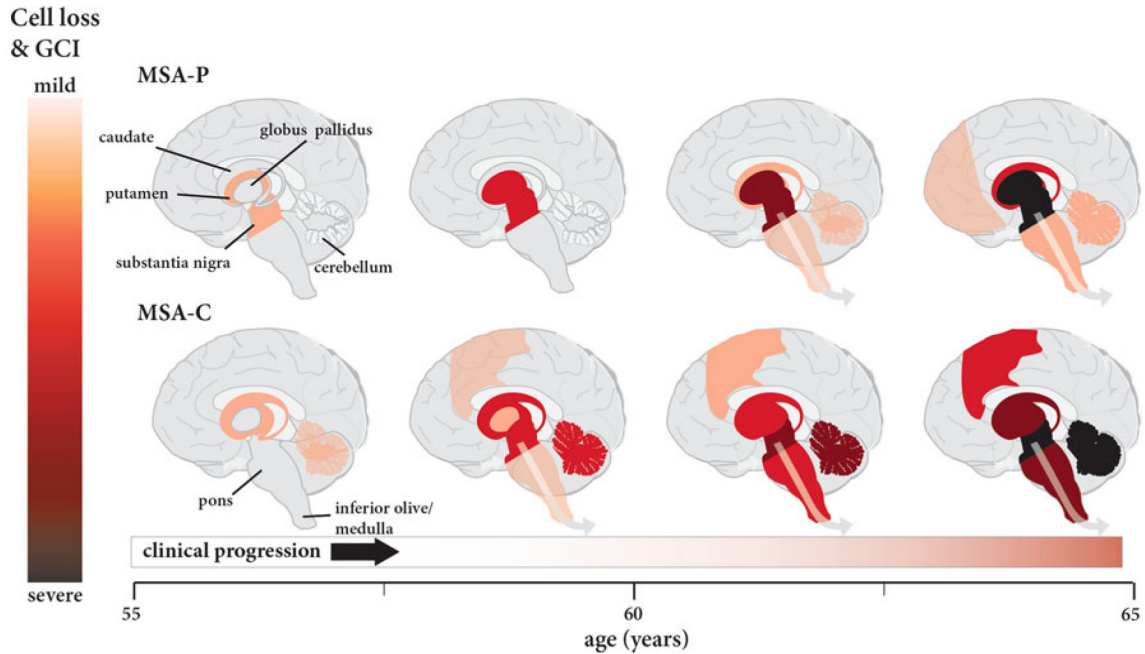 Cell loss
& GCI
mild
severe
MSA-P
caudate
globus pallidus
putamen
substantia nigra
cerebellum
MSA-C
pons
inferior olive/
medulla
clinical progression
55
60
65
age (years)